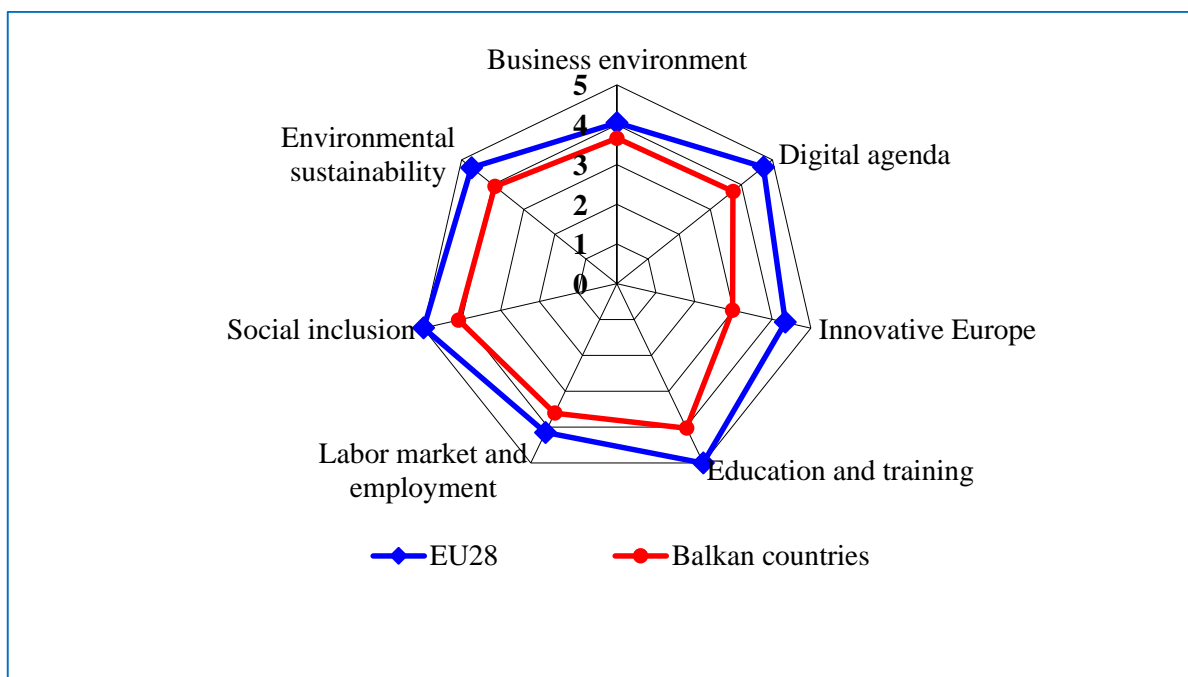 Business environment
5
4
3
2
1
0
Environmental
sustainability
Digital agenda
Social inclusion
Innovative Europe
Labor market and
employment
Education and training
EU28
Balkan countries